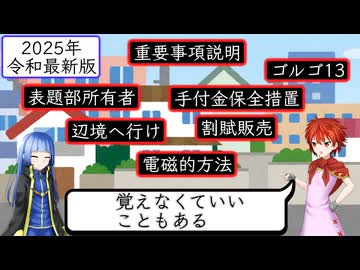 2025年
令和最新版
重要事項説明
ゴルゴ13
表題部所有者
手付金保全措置
辺境へ行け
割賦販売
電磁的方法
覚えなくていい
こともある